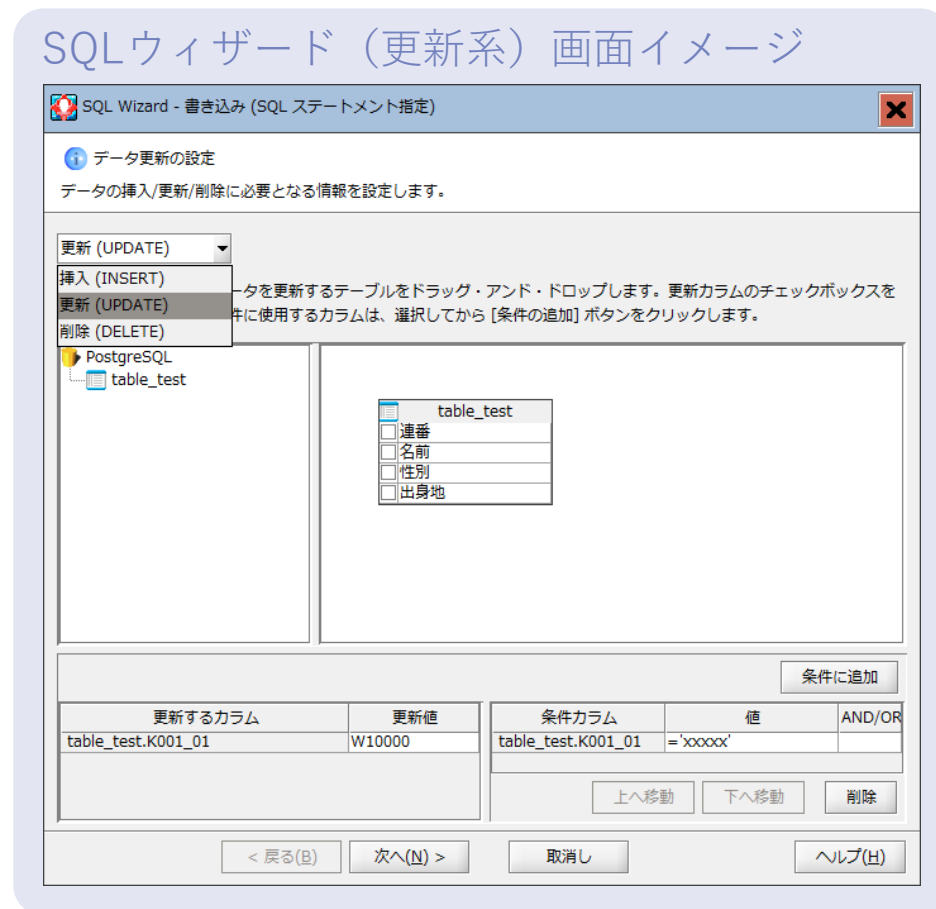 SQLウィザード（更新系）画面イメージ
SQL Wizard - 書き込み (SQL ステートメント指定)
データ更新の設定
データの挿入/更新/削除に必要となる情報を設定します。
更新 (UPDATE)
挿入 (INSERT)
更新 (UPDATE)
削除 (DELETE)
ータを更新するテーブルをドラッグ・アンド・ドロップします。更新カラムのチェックボックスを
件に使用するカラムは、選択してから [条件の追加] ボタンをクリックします。
PostgreSQL
table_test
table_test
連番
名前
性別
出身地
条件に追加
更新するカラム 更新値 条件カラム 値 AND/OR
table_test.K001_01 W10000 table_test.K001_01 ='xxxxx'
上へ移動 下へ移動 削除
< 戻る(B) 次へ(N) > 取消し ヘルプ(H)